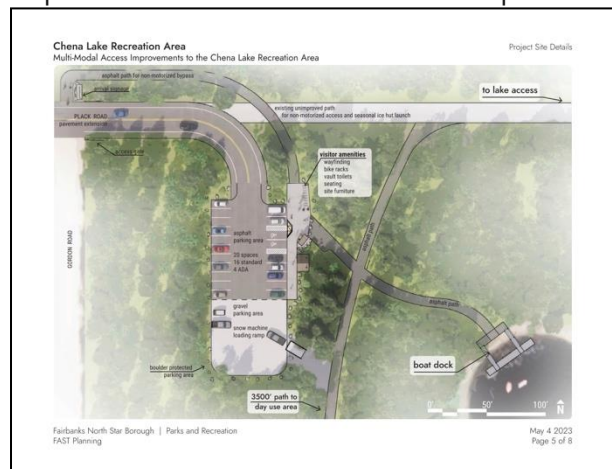 Chena Lake Recreation Area
Project Site Details
Multi-Modal Access Improvements to the Chena Lake Recreation Area
asphalt path for non-motorized bypass
to lake access
PLACK ROAD
pavement extension
existing unimproved path
for non-motorized access and seasonal ice hut launch
visitor amenities
wayfinding
bike racks
vault toilets
seating
site furniture
GORDON ROAD
asphalt
parking area
20 spaces
16 standard
4 ADA
asphalt path
asphalt path
gravel
parking area
snow machine
loading ramp
boulder protected
parking area
boat dock
3500' path to
day use area
0' 50' 100' N
Fairbanks North Star Borough | Parks and Recreation
FAST Planning
May 4 2023
Page 5 of 8